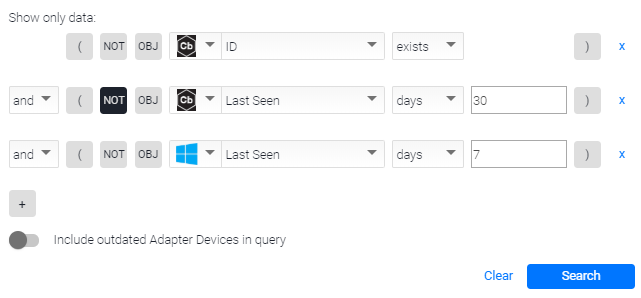 Show only data:
( NOT OBJ Cb ID exists ) x
and ( NOT OBJ Cb Last Seen days 30 ) x
and ( NOT OBJ Last Seen days 7 ) x
+
Include outdated Adapter Devices in query
Clear Search